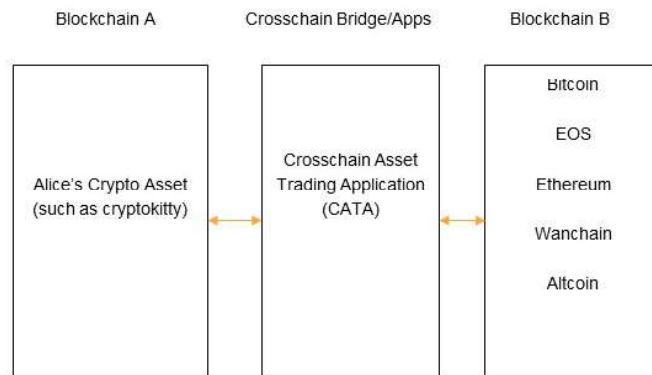 Blockchain A
Crosschain Bridge/Apps
Blockchain B
Alice's Crypto Asset
(such as cryptokitty)
Crosschain Asset
Trading Application
(CATA)
Bitcoin
EOS
Ethereum
Wanchain
Altcoin